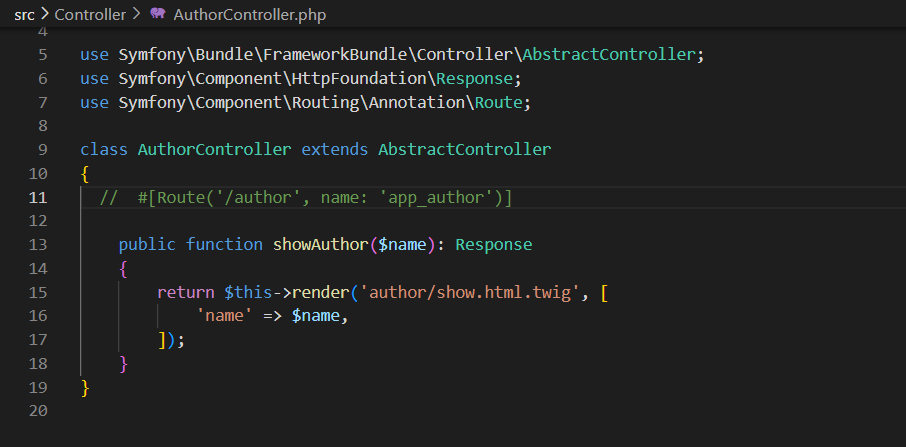 src > Controller > AuthorController.php
4
5 use Symfony\Bundle\FrameworkBundle\Controller\AbstractController;
6 use Symfony\Component\HttpFoundation\Response;
7 use Symfony\Component\Routing\Annotation\Route;
8
9 class AuthorController extends AbstractController
10 {
11 //  #[Route('/author', name: 'app_author')]
12
13 public function showAuthor($name): Response
14 {
15 return $this->render('author/show.html.twig', [
16 'name' => $name,
17 ]);
18 }
19 }
20